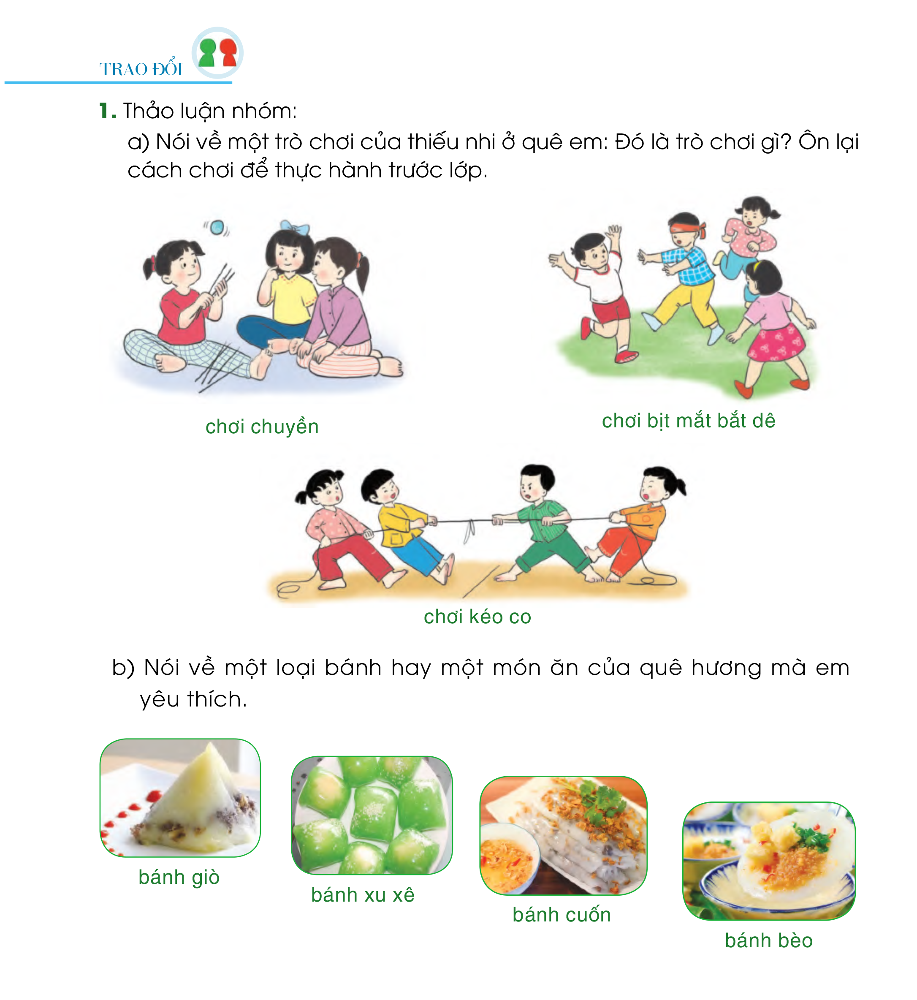 TRAO ĐỔI
1. Thảo luận nhóm:
a) Nói về một trò chơi của thiếu nhi ở quê em: Đó là trò chơi gì? Ôn lại
cách chơi để thực hành trước lớp.
chơi chuyền
chơi bịt mắt bắt dê
chơi kéo co
b) Nói về một loại bánh hay một món ăn của quê hương mà em
yêu thích.
bánh giò
bánh xu xê
bánh cuốn
bánh bèo